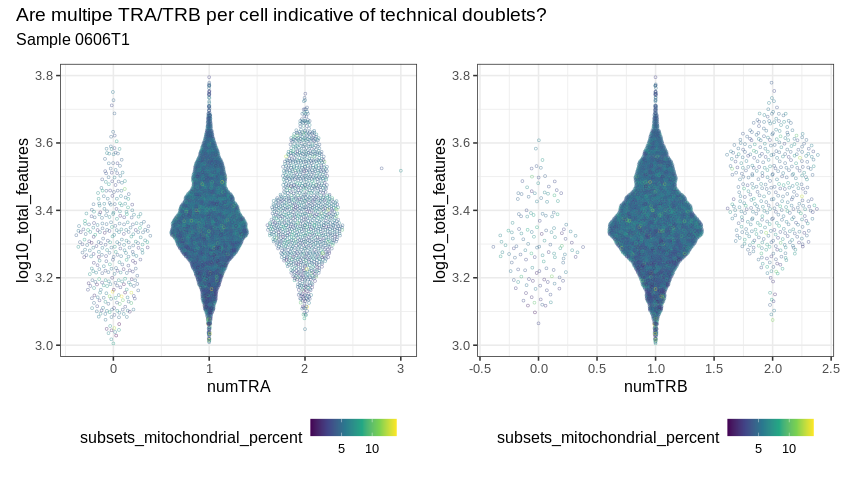 Are multipe TRA/TRB per cell indicative of technical doublets?
Sample 0606T1
log10_total_features
3.8
3.6
3.4
3.2
3.0
0 1 2 3
numTRA
subsets_mitochondrial_percent
5 10
log10_total_features
3.8
3.6
3.4
3.2
3.0
-0.5 0.0 0.5 1.0 1.5 2.0 2.5
numTRB
subsets_mitochondrial_percent
5 10